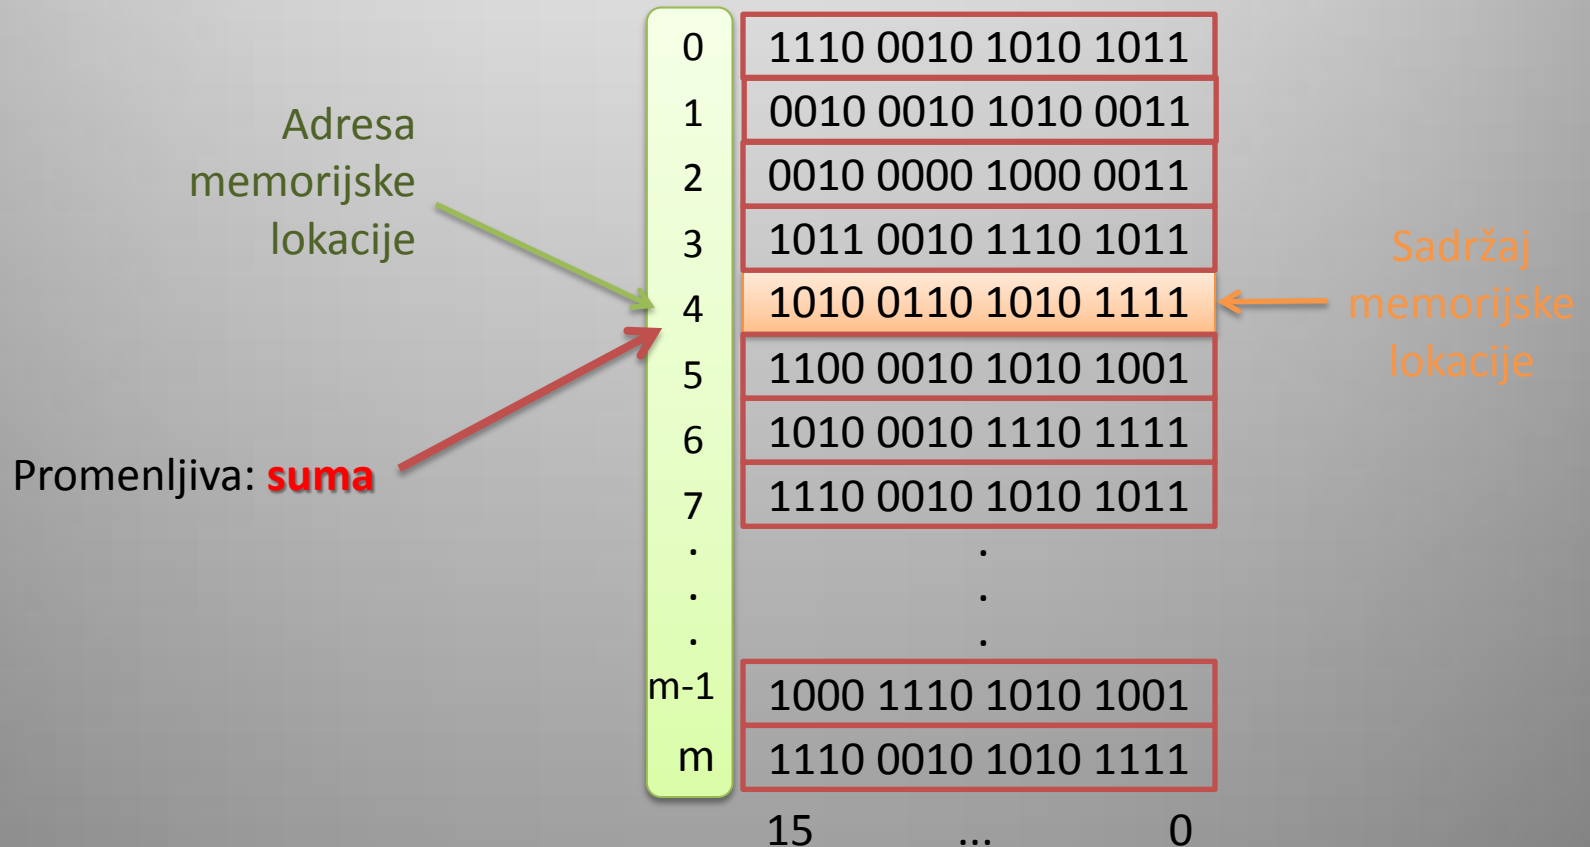 0 1110 0010 1010 1011
1 0010 0010 1010 0011
2 0010 0000 1000 0011
3 1011 0010 1110 1011
4 1010 0110 1010 1111
5 1100 0010 1010 1001
6 1010 0010 1110 1111
7 1110 0010 1010 1011
. .
. .
. .
m-1 1000 1110 1010 1001
m 1110 0010 1010 1111
15 ... 0
Adresa
memorijske
lokacije
Promenljiva: suma
Sadržaj
memorijske
lokacije